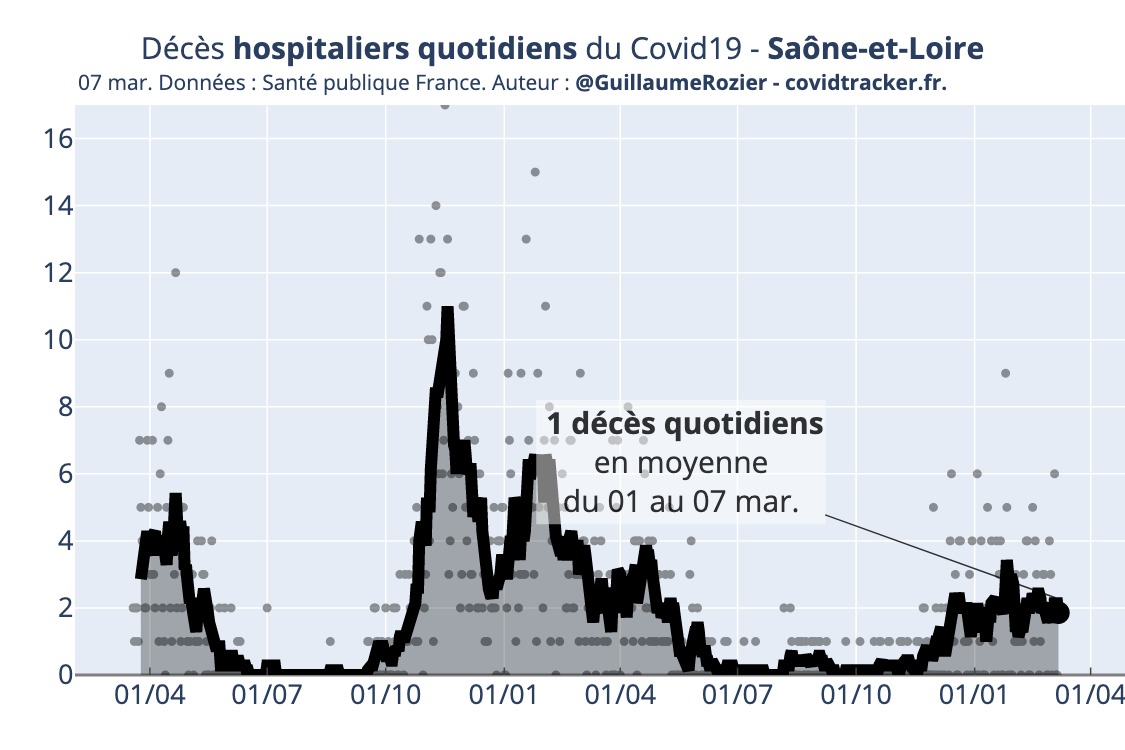 Décès hospitaliers quotidiens du Covid19 - Saône-et-Loire
07 mar. Données : Santé publique France. Auteur : @GuillaumeRozier - covidtracker.fr.
16
14
12
10
8
6
4
2
0
1 décès quotidiens
en moyenne
du 01 au 07 mar.
01/04 01/07 01/10 01/01 01/04 01/07 01/10 01/01 01/04